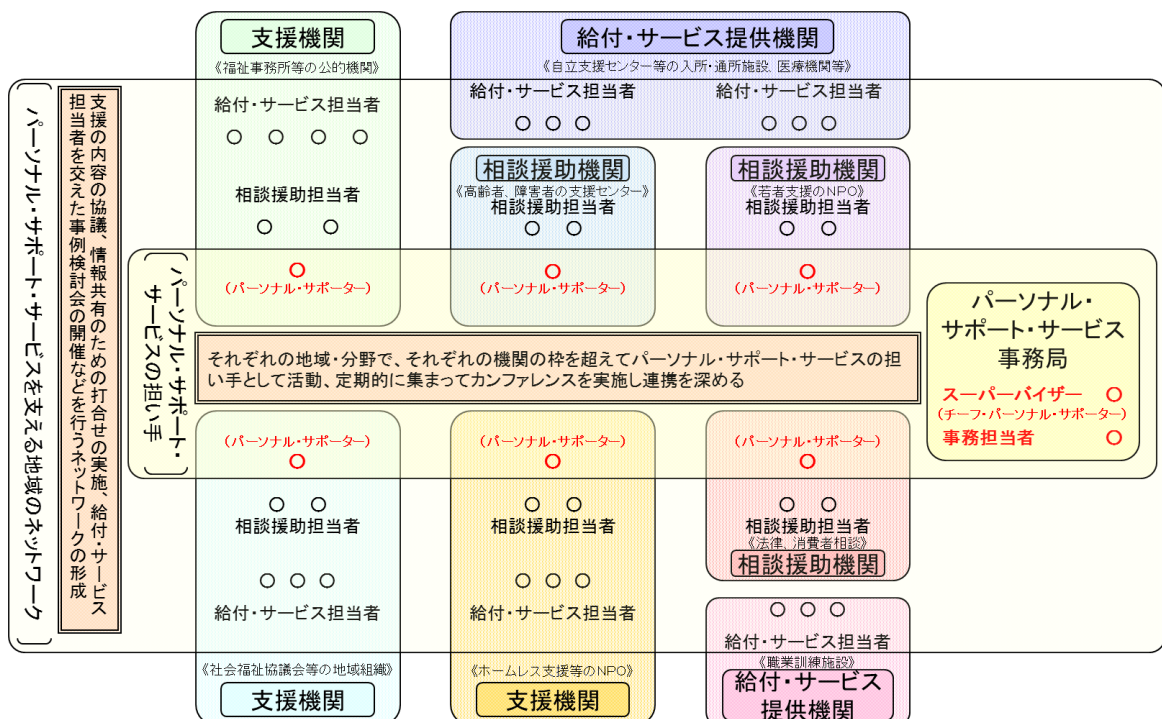 支援機関
《福祉事務所等の公的機関》
給付・サービス担当者
相談援助担当者
(パーソナル・サポーター)
給付・サービス提供機関
《自立支援センター等の入所・通所施設、医療機関等》
給付・サービス担当者
給付・サービス担当者
相談援助機関
《高齢者、障害者の支援センター》
相談援助担当者
(パーソナル・サポーター)
相談援助機関
《若者支援のNPO》
相談援助担当者
(パーソナル・サポーター)
パーソナル・サポート・サービスを支える地域のネットワーク
支援の内容の協議、情報共有のための打合せの実施、給付・サービス
担当者を交えた事例検討会の開催などを行うネットワークの形成
パーソナル・サポート・
サービスの担い手
それぞれの地域・分野で、それぞれの機関の枠を超えてパーソナル・サポート・サービスの担
い手として活動、定期的に集まってカンファレンスを実施し連携を深める
パーソナル・
サポート・サービス
事務局
スーパーバイザー
(チーフ・パーソナル・サポーター)
事務担当者
(パーソナル・サポーター)
相談援助担当者
給付・サービス担当者
《社会福祉協議会等の地域組織》
支援機関
(パーソナル・サポーター)
相談援助担当者
給付・サービス担当者
《ホームレス支援等のNPO》
支援機関
(パーソナル・サポーター)
相談援助担当者
《法律、消費者相談》
相談援助機関
給付・サービス担当者
《職業訓練施設》
給付・サービス
提供機関